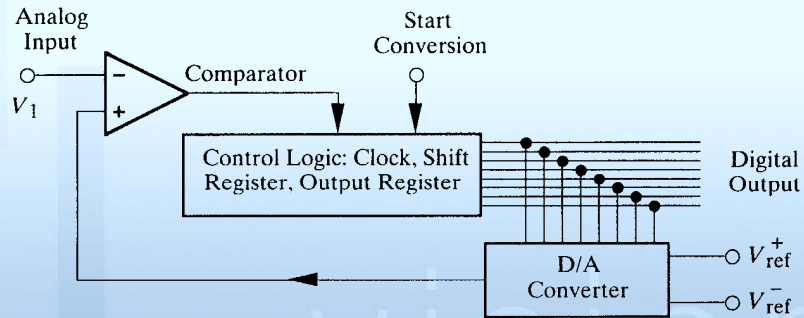 Analog
Input
V1
−
+
Comparator
Start
Conversion
Control Logic: Clock, Shift
Register, Output Register
Digital
Output
D/A
Converter
V+ref
V−ref